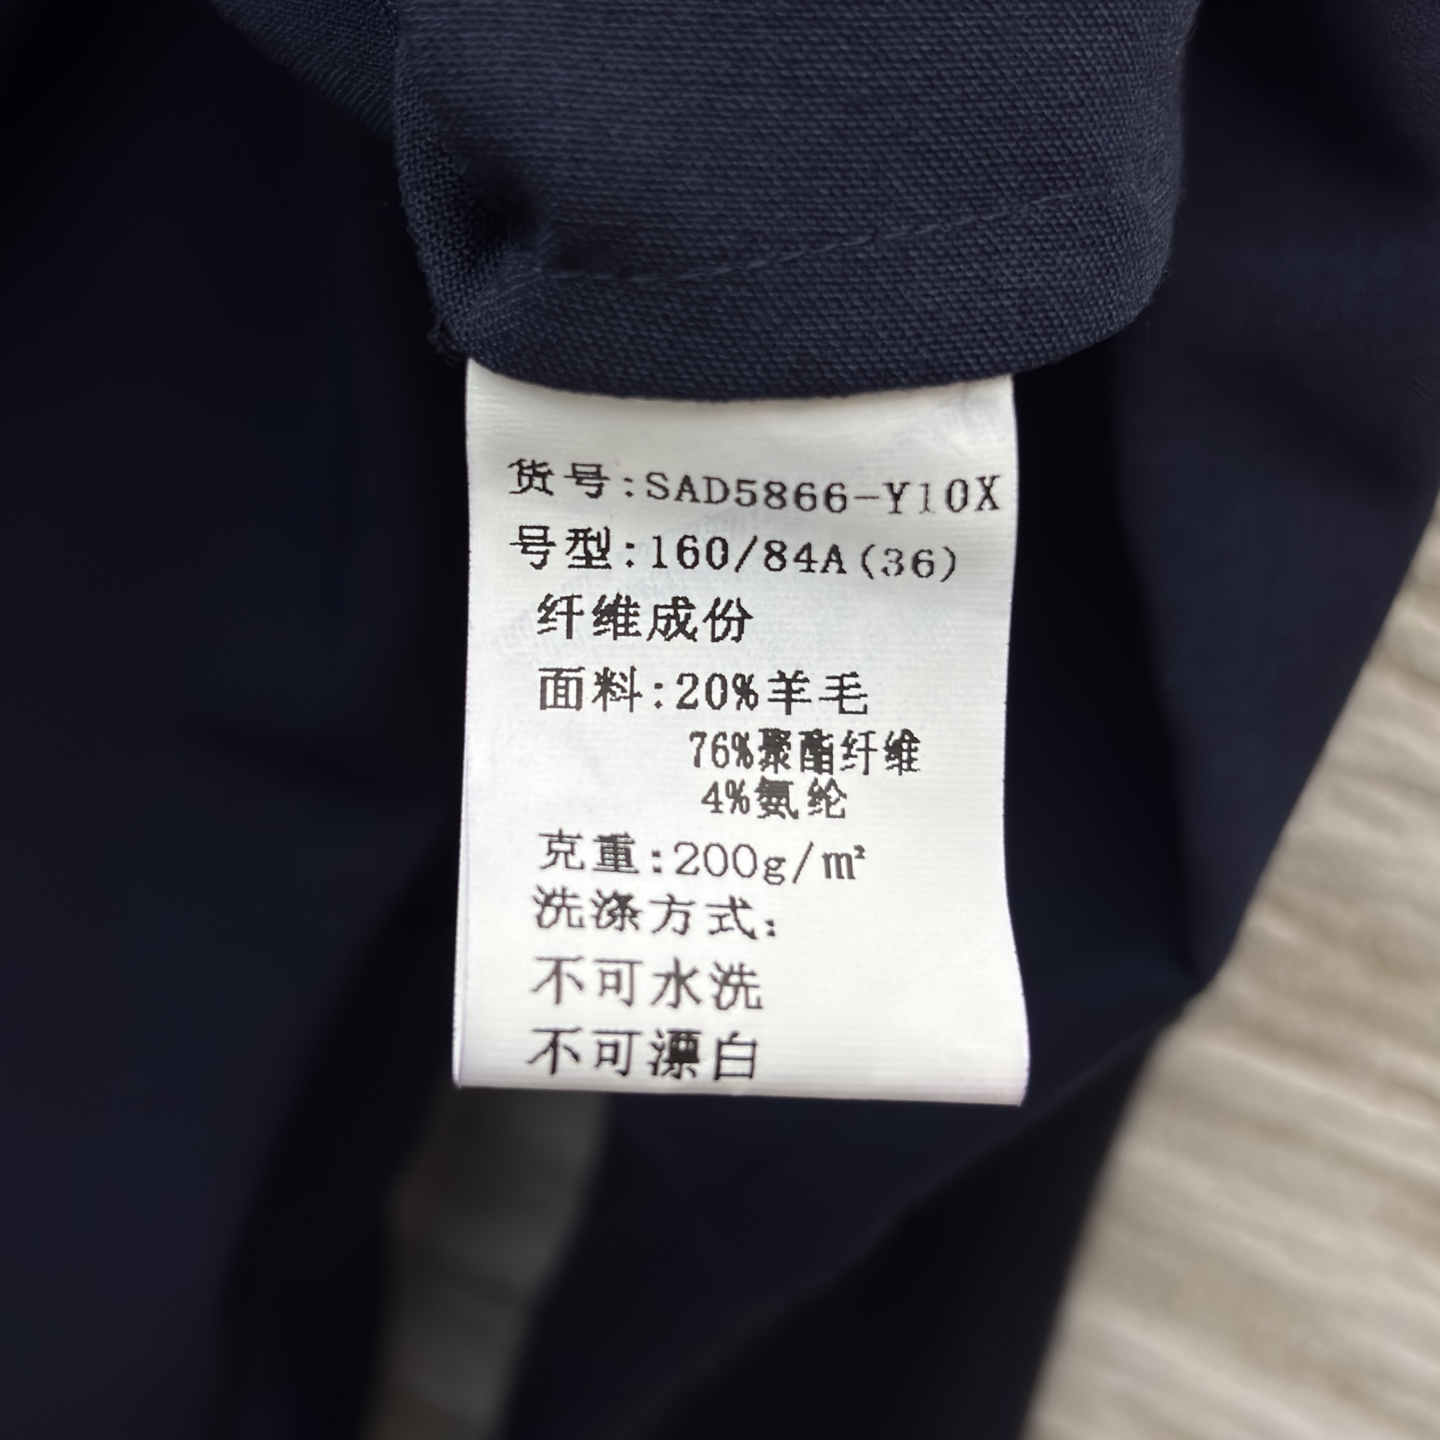 货号:SAD5866-Y10X
号型:160/84A(36)
纤维成份
面料:20%羊毛
76%聚酯纤维
4%氨纶
克重:200g/m²
洗涤方式:
不可水洗
不可漂白